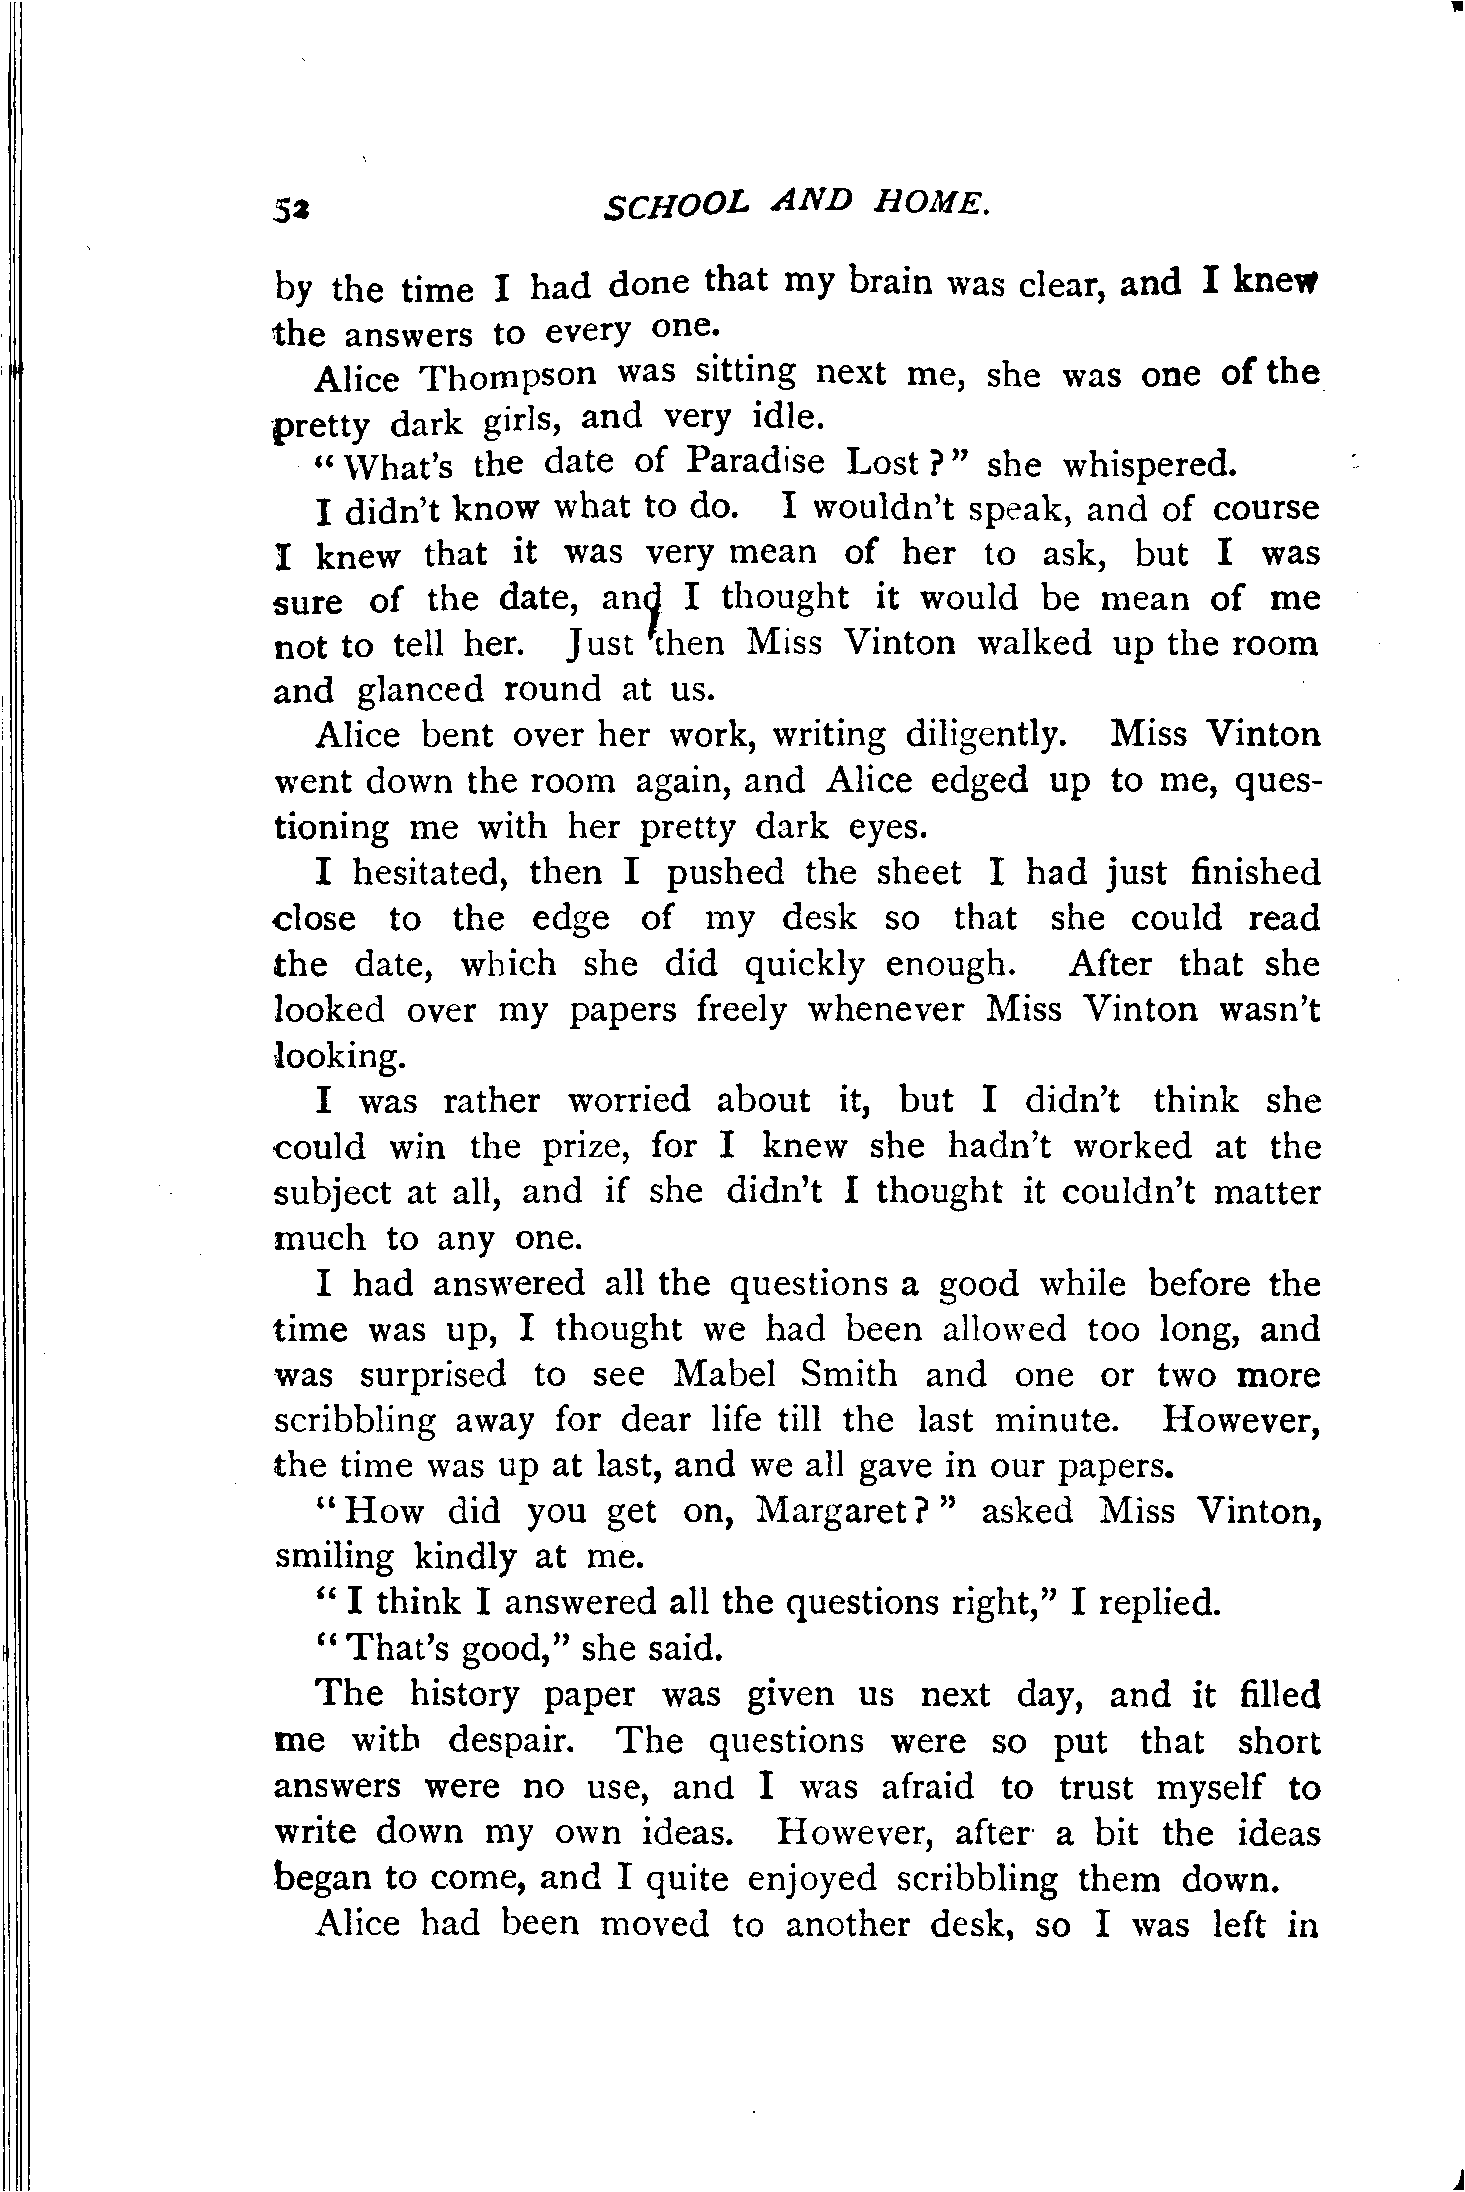 52 SCHOOL AND HOME.
by the time I had done that my brain was clear, and I knew
the answers to every one.
Alice Thompson was sitting next me, she was one of the
pretty dark girls, and very idle.
“What's the date of Paradise Lost?” she whispered.
I didn't know what to do. I wouldn't speak, and of course
I knew that it was very mean of her to ask, but I was
sure of the date, and I thought it would be mean of me
not to tell her. Just then Miss Vinton walked up the room
and glanced round at us.
Alice bent over her work, writing diligently. Miss Vinton
went down the room again, and Alice edged up to me, ques-
tioning me with her pretty dark eyes.
I hesitated, then I pushed the sheet I had just finished
close to the edge of my desk so that she could read
the date, which she did quickly enough. After that she
looked over my papers freely whenever Miss Vinton wasn't
looking.
I was rather worried about it, but I didn't think she
could win the prize, for I knew she hadn't worked at the
subject at all, and if she didn't I thought it couldn't matter
much to any one.
I had answered all the questions a good while before the
time was up, I thought we had been allowed too long, and
was surprised to see Mabel Smith and one or two more
scribbling away for dear life till the last minute. However,
the time was up at last, and we all gave in our papers.
“How did you get on, Margaret?” asked Miss Vinton,
smiling kindly at me.
“I think I answered all the questions right,” I replied.
“That's good,” she said.
The history paper was given us next day, and it filled
me with despair. The questions were so put that short
answers were no use, and I was afraid to trust myself to
write down my own ideas. However, after a bit the ideas
began to come, and I quite enjoyed scribbling them down.
Alice had been moved to another desk, so I was left in